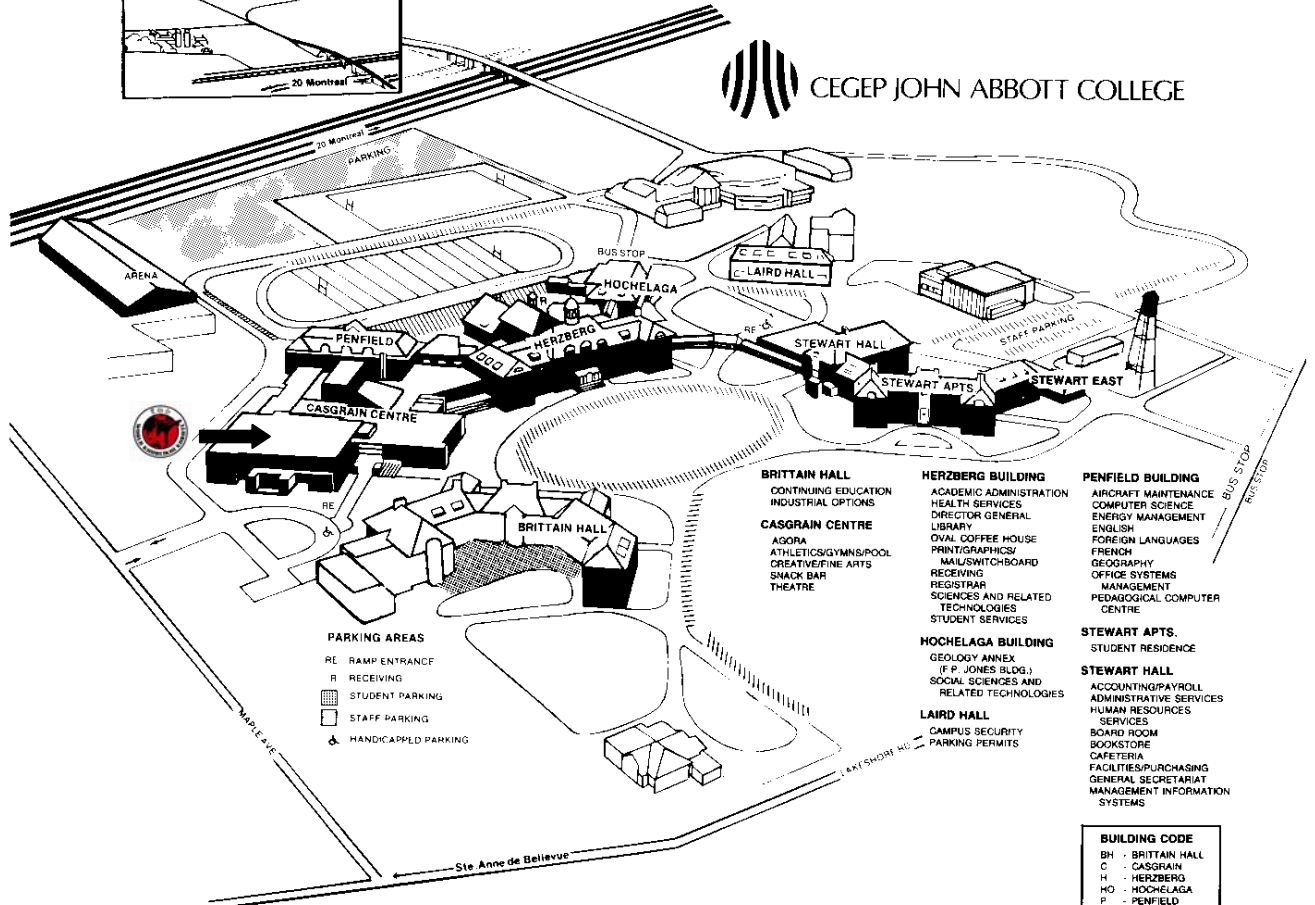 20 Montreal
CEGEP JOHN ABBOTT COLLEGE
20 Montreal
PARKING
H
H
ARENA
BUS STOP
H
H
LAIRD HALL
HOCHELAGA
R
PENFIELD
HERZBERG
RE
STEWART HALL
STAFF PARKING
STEWART APTS
STEWART EAST
CASGRAIN CENTRE
BUS STOP
BUS STOP
RE
BRITTAIN HALL
BRITTAIN HALL
CONTINUING EDUCATION
INDUSTRIAL OPTIONS
CASGRAIN CENTRE
AGORA
ATHLETICS/GYMNS/POOL
CREATIVE/FINE ARTS
SNACK BAR
THEATRE
HERZBERG BUILDING
ACADEMIC ADMINISTRATION
HEALTH SERVICES
DIRECTOR GENERAL
LIBRARY
OVAL COFFEE HOUSE
PRINT/GRAPHICS/
MAIL/SWITCHBOARD
RECEIVING
REGISTRAR
SCIENCES AND RELATED
TECHNOLOGIES
STUDENT SERVICES
HOCHELAGA BUILDING
GEOLOGY ANNEX
(F.P. JONES BLDG.)
SOCIAL SCIENCES AND
RELATED TECHNOLOGIES
LAIRD HALL
CAMPUS SECURITY
PARKING PERMITS
PENFIELD BUILDING
AIRCRAFT MAINTENANCE
COMPUTER SCIENCE
ENERGY MANAGEMENT
ENGLISH
FOREIGN LANGUAGES
FRENCH
GEOGRAPHY
OFFICE SYSTEMS
MANAGEMENT
PEDAGOGICAL COMPUTER
CENTRE
STEWART APTS.
STUDENT RESIDENCE
STEWART HALL
ACCOUNTING/PAYROLL
ADMINISTRATIVE SERVICES
HUMAN RESOURCES
SERVICES
BOARD ROOM
BOOKSTORE
CAFETERIA
FACILITIES/PURCHASING
GENERAL SECRETARIAT
MANAGEMENT INFORMATION
SYSTEMS
PARKING AREAS
RE RAMP ENTRANCE
R RECEIVING
STUDENT PARKING
STAFF PARKING
HANDICAPPED PARKING
MAPLE AVE
LAKESHORE RD
Ste. Anne de Bellevue
BUILDING CODE
BH - BRITTAIN HALL
C - CASGRAIN
H - HERZBERG
HO - HOCHELAGA
P - PENFIELD